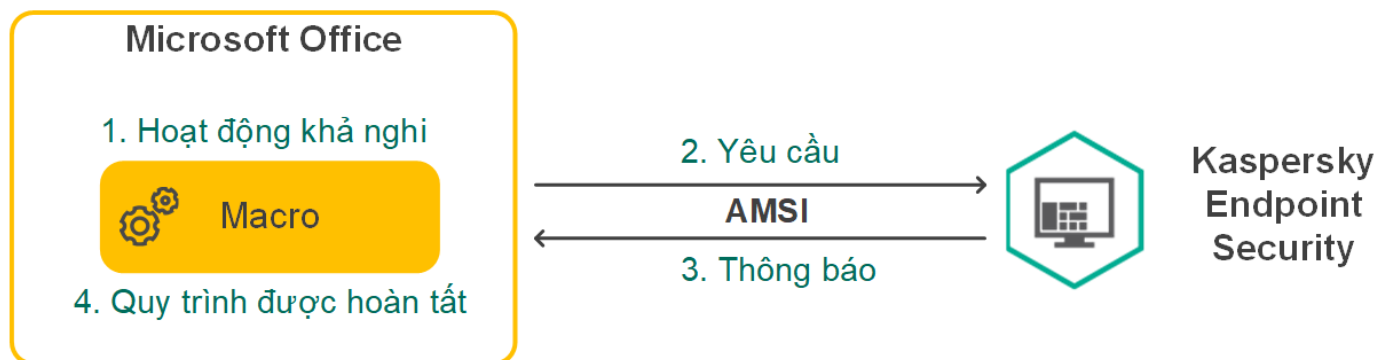 Microsoft Office
1. Hoạt động khả nghi
Macro
4. Quy trình được hoàn tất
2. Yêu cầu
AMSI
3. Thông báo
Kaspersky
Endpoint
Security